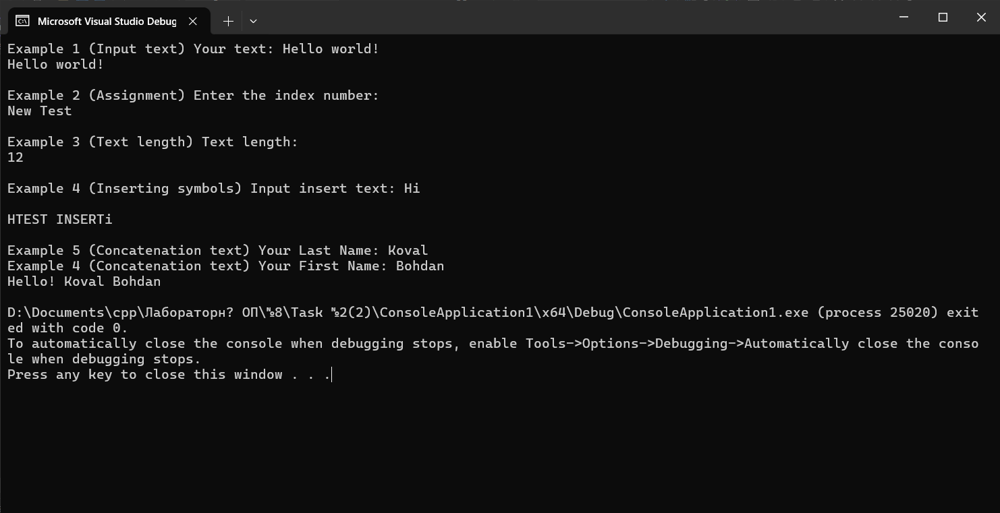 Microsoft Visual Studio Debug
Example 1 (Input text) Your text: Hello world!
Hello world!
Example 2 (Assignment) Enter the index number:
New Test
Example 3 (Text length) Text length:
12
Example 4 (Inserting symbols) Input insert text: Hi
HTEST INSERTi
Example 5 (Concatenation text) Your Last Name: Koval
Example 4 (Concatenation text) Your First Name: Bohdan
Hello! Koval Bohdan
D:\Documents\cpp\Лабораторн? ОП\№8\Task №2(2)\ConsoleApplication1\x64\Debug\ConsoleApplication1.exe (process 25020) exit
ed with code 0.
To automatically close the console when debugging stops, enable Tools->Options->Debugging->Automatically close the conso
le when debugging stops.
Press any key to close this window . . .